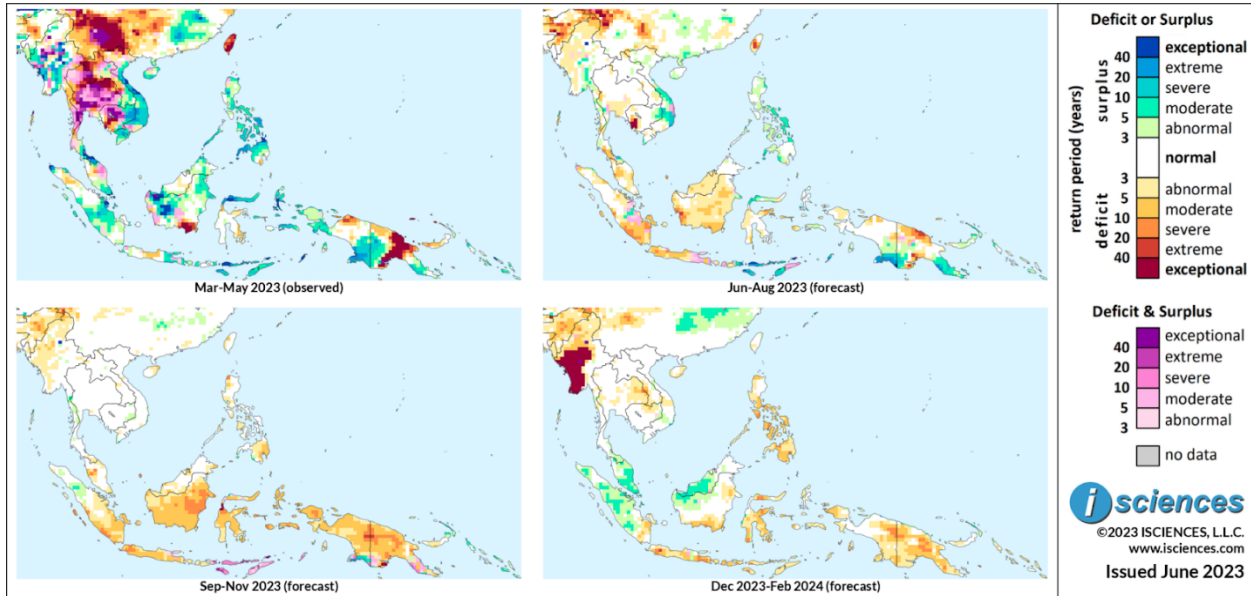 Mar-May 2023 (observed)
Jun-Aug 2023 (forecast)
Sep-Nov 2023 (forecast)
Dec 2023-Feb 2024 (forecast)
Deficit or Surplus
return period (years)
surplus
deficit
exceptional
40
extreme
20
severe
10
moderate
5
abnormal
3
normal
3
abnormal
5
moderate
10
severe
20
extreme
40
exceptional
Deficit & Surplus
exceptional
40
extreme
20
severe
10
moderate
5
abnormal
3
no data
i sciences
©2023 ISCIENCES, L.L.C.
www.isciences.com
Issued June 2023